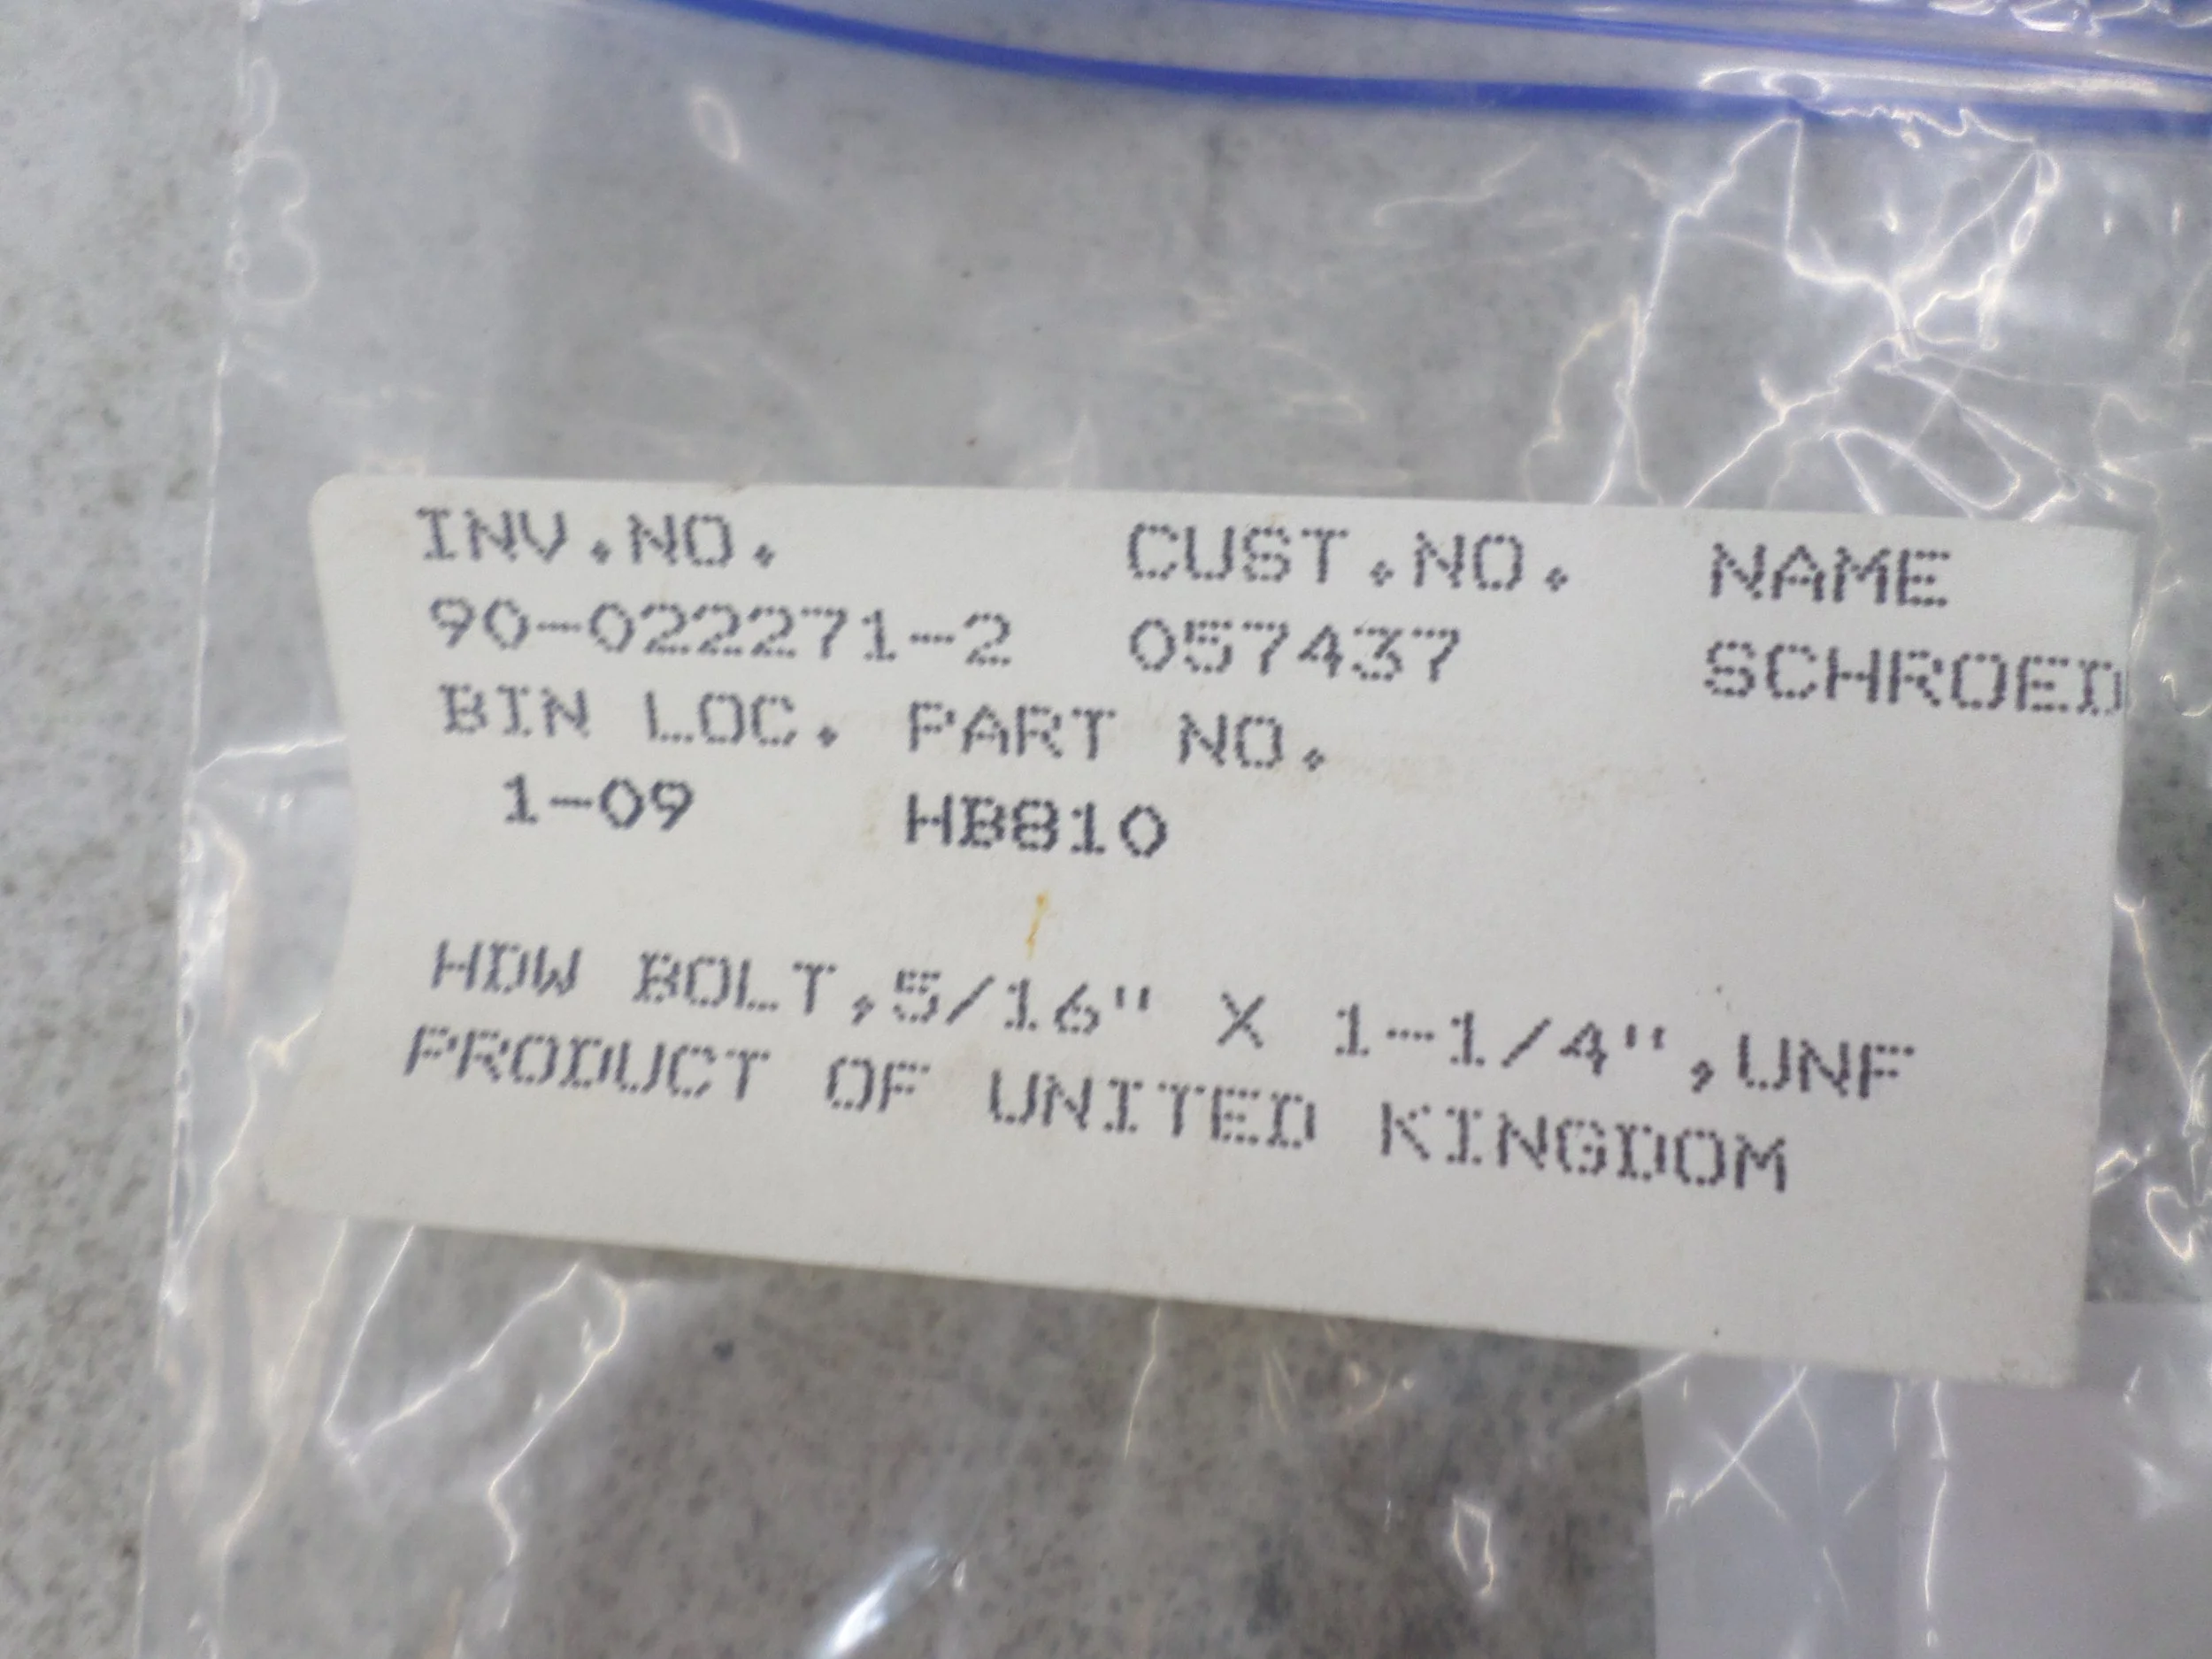 INV.NO. CUST.NO. NAME
90-022271-2 057437 SCHROED
BIN LOC. PART NO.
1-09 HB810
HDW BOLT,5/16" X 1-1/4",UNF
PRODUCT OF UNITED KINGDOM